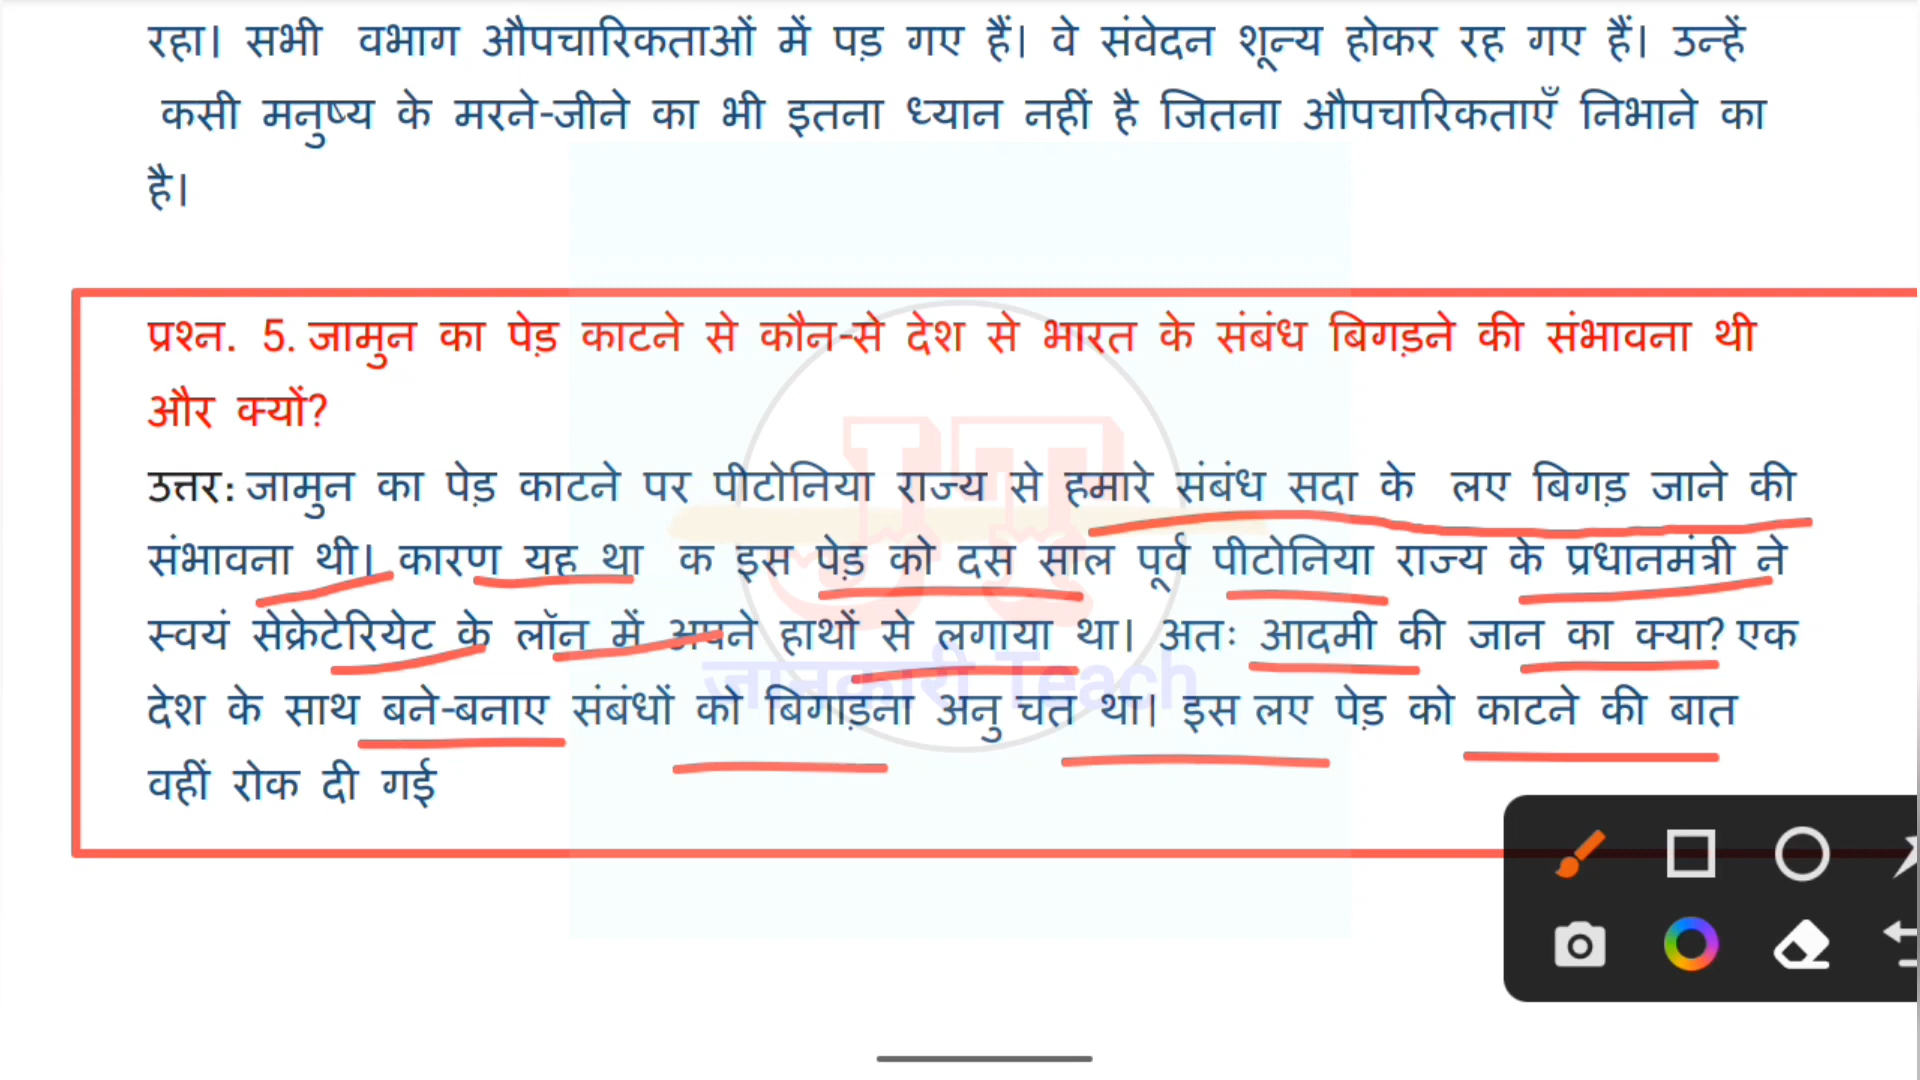 रहा। सभी वभाग औपचारिकताओं में पड़ गए हैं। वे संवेदन शून्य होकर रह गए हैं। उन्हें
कसी मनुष्य के मरने-जीने का भी इतना ध्यान नहीं है जितना औपचारिकताएँ निभाने का
है।
प्रश्न. 5. जामुन का पेड़ काटने से कौन-से देश से भारत के संबंध बिगड़ने की संभावना थी
और क्यों?
उत्तर: जामुन का पेड़ काटने पर पीटोनिया राज्य से हमारे संबंध सदा के लए बिगड़ जाने की
संभावना थी। कारण यह था क इस पेड़ को दस साल पूर्व पीटोनिया राज्य के प्रधानमंत्री ने
स्वयं सेक्रेटेरियेट के लॉन में अपने हाथों से लगाया था। अतः आदमी की जान का क्या? एक
देश के साथ बने-बनाए संबंधों को बिगाड़ना अनु चत था। इस लए पेड़ को काटने की बात
वहीं रोक दी गई
JT
जानकारी Teach